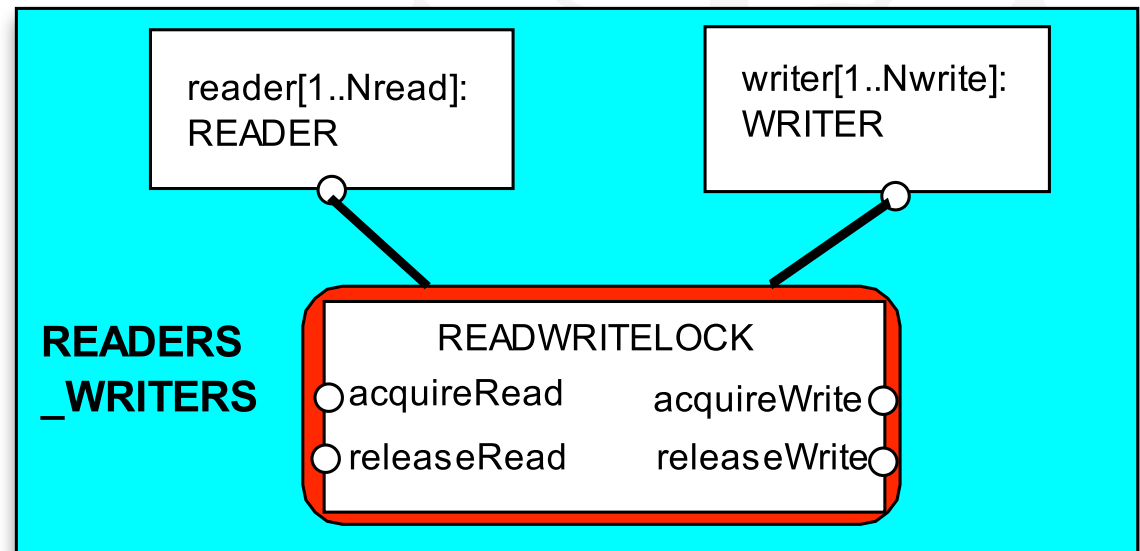 reader[1..Nread]:
READER
writer[1..Nwrite]:
WRITER
READERS
_WRITERS
READWRITELOCK
acquireRead
acquireWrite
releaseRead
releaseWrite